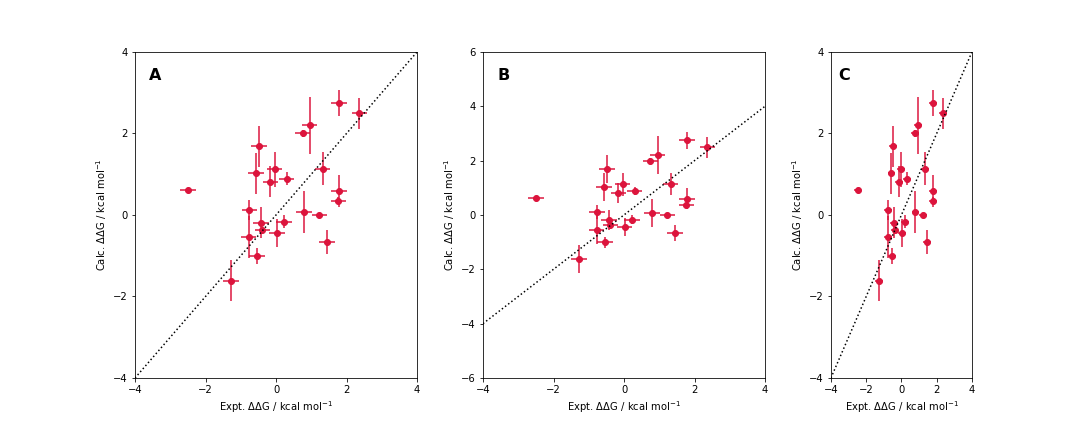 A
Calc. ΔΔG / kcal mol⁻¹
4
2
0
−2
−4
−4 −2 0 2 4
Expt. ΔΔG / kcal mol⁻¹
B
Calc. ΔΔG / kcal mol⁻¹
6
4
2
0
−2
−4
−6
−4 −2 0 2 4
Expt. ΔΔG / kcal mol⁻¹
C
Calc. ΔΔG / kcal mol⁻¹
4
2
0
−2
−4
−4 −2 0 2 4
Expt. ΔΔG / kcal mol⁻¹